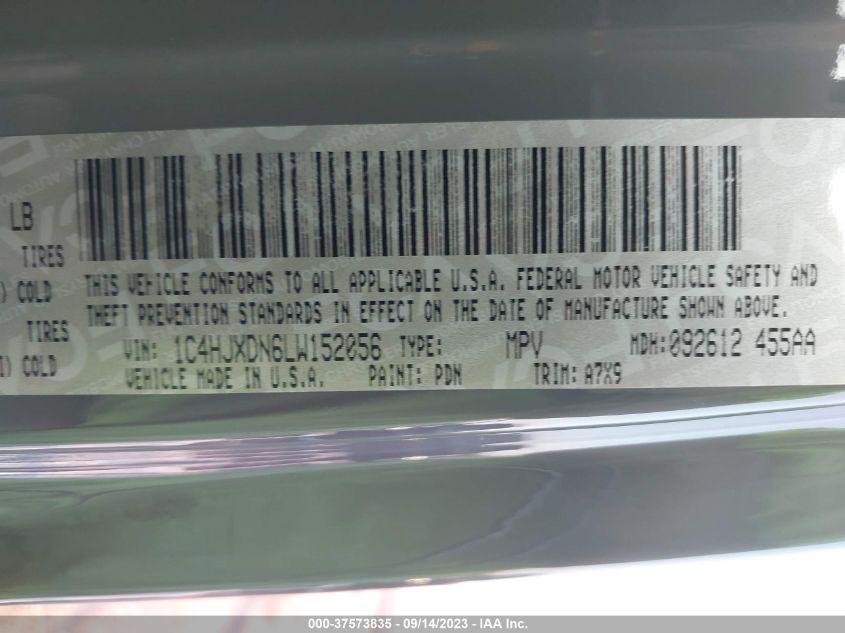 LB
TIRES
) COLD
TIRES
I) COLD
THIS VEHICLE CONFORMS TO ALL APPLICABLE U.S.A. FEDERAL MOTOR VEHICLE SAFETY AND
THEFT PREVENTION STANDARDS IN EFFECT ON THE DATE OF MANUFACTURE SHOWN ABOVE.
VIN: 1C4HJXDN6LW152056 TYPE: MPV MDH:092612 455AA
VEHICLE MADE IN U.S.A. PAINT: PDN TRIM: A7X9
000-37573835 - 09/14/2023 - IAA Inc.